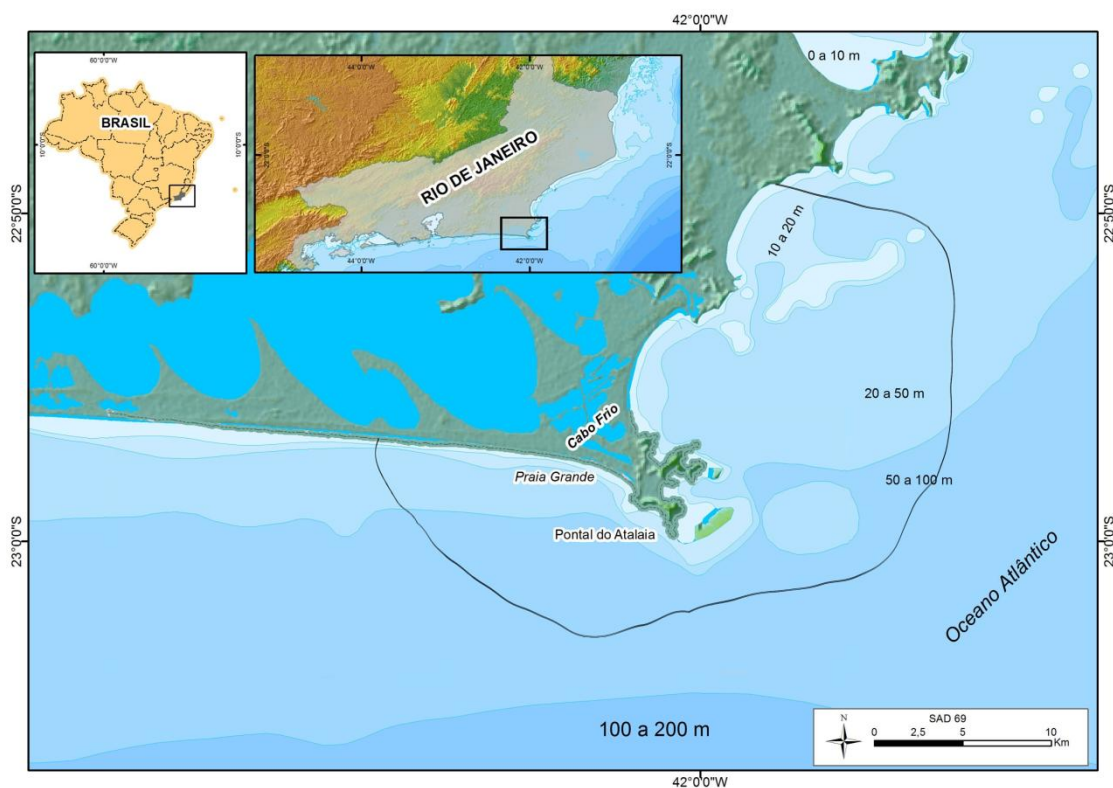 42°0'0"W
0 a 10 m
60°0'0"W
BRASIL
10°0'0"S
10°0'0"S
60°0'0"W
44°0'0"W
42°0'0"W
RIO DE JANEIRO
22°0'0"S
44°0'0"W
42°0'0"W
22°50'S
22°50'S
10 a 20 m
20 a 50 m
Cabo Frio
Praia Grande
50 a 100 m
Pontal do Atalaia
23°0'0"S
23°0'0"S
Oceano Atlântico
100 a 200 m
N
SAD 69
0 2,5 5 10
Km
42°0'0"W